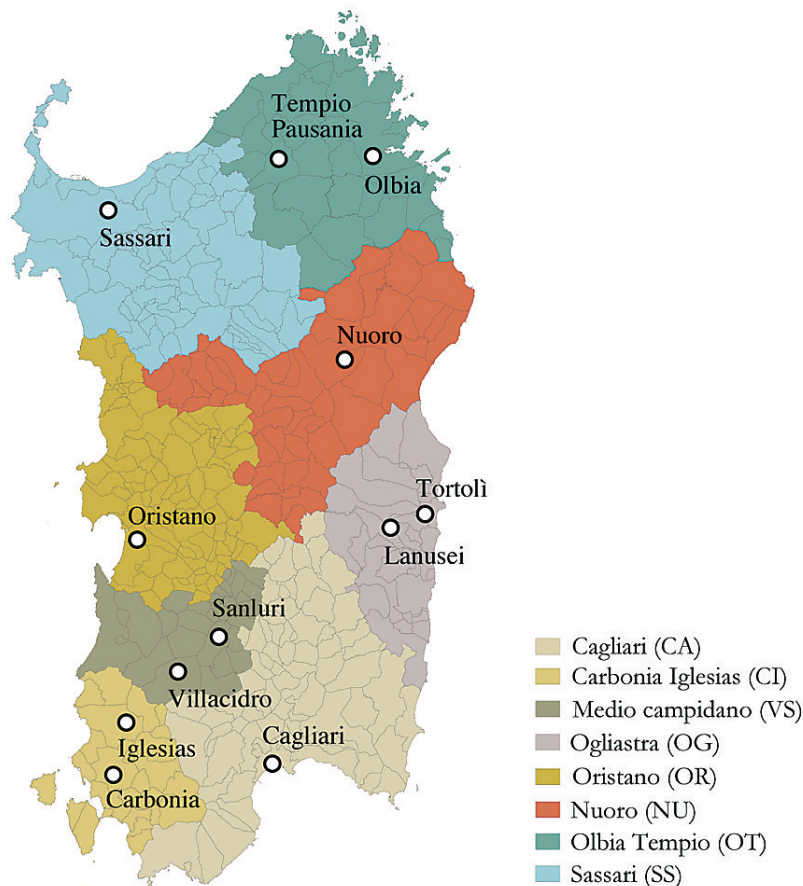 Tempio
Pausania
Olbia
Sassari
Nuoro
Tortolì
Oristano
Lanusei
Sanluri
Villacidro
Iglesias
Cagliari
Carbonia
Cagliari (CA)
Carbonia Iglesias (CI)
Medio campidano (VS)
Ogliastra (OG)
Oristano (OR)
Nuoro (NU)
Olbia Tempio (OT)
Sassari (SS)